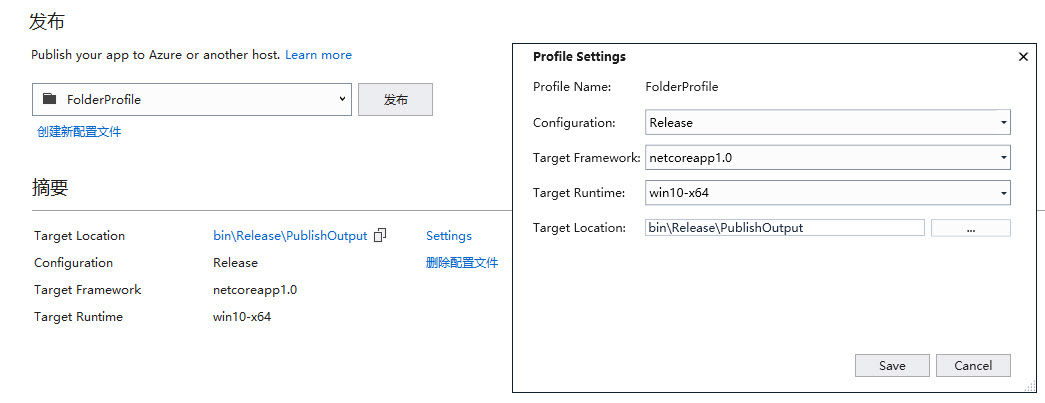 发布
Publish your app to Azure or another host. Learn more
FolderProfile
发布
创建新配置文件
摘要
Target Location bin\Release\PublishOutput Settings
Configuration Release 删除配置文件
Target Framework netcoreapp1.0
Target Runtime win10-x64
Profile Settings
Profile Name: FolderProfile
Configuration: Release
Target Framework: netcoreapp1.0
Target Runtime: win10-x64
Target Location: bin\Release\PublishOutput ...
Save Cancel